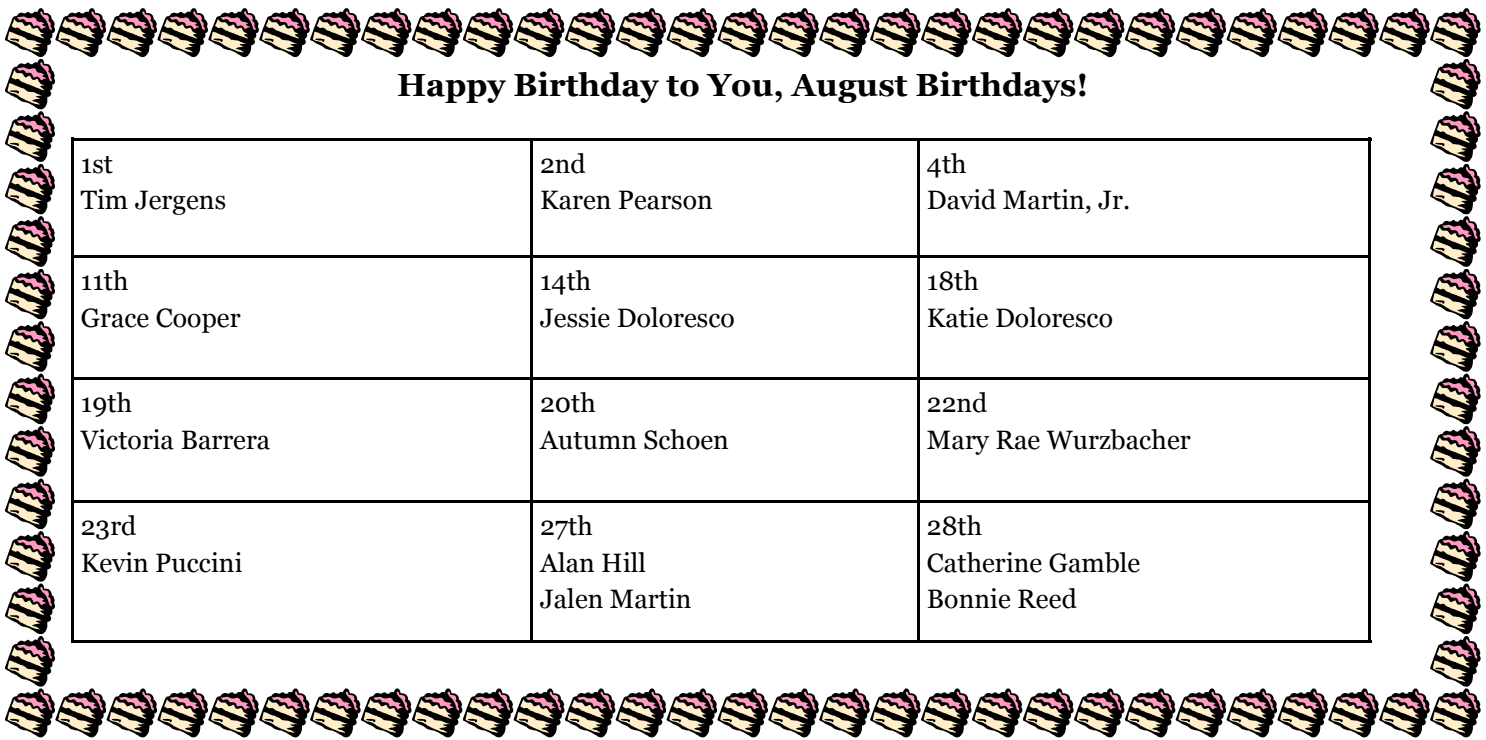 Happy Birthday to You, August Birthdays!
1st
Tim Jergens
2nd
Karen Pearson
4th
David Martin, Jr.
11th
Grace Cooper
14th
Jessie Doloresco
18th
Katie Doloresco
19th
Victoria Barrera
20th
Autumn Schoen
22nd
Mary Rae Wurzbacher
23rd
Kevin Puccini
27th
Alan Hill
Jalen Martin
28th
Catherine Gamble
Bonnie Reed